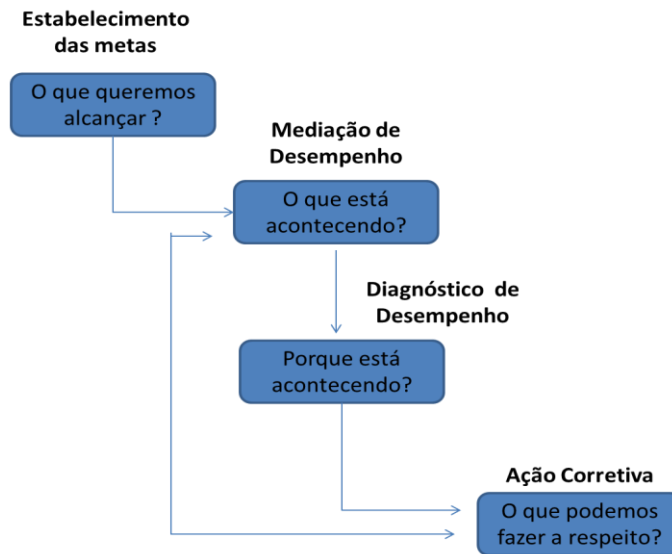 Estabelecimento
das metas
O que queremos
alcançar ?
Mediação de
Desempenho
O que está
acontecendo?
Diagnóstico de
Desempenho
Porque está
acontecendo?
Ação Corretiva
O que podemos
fazer a respeito?